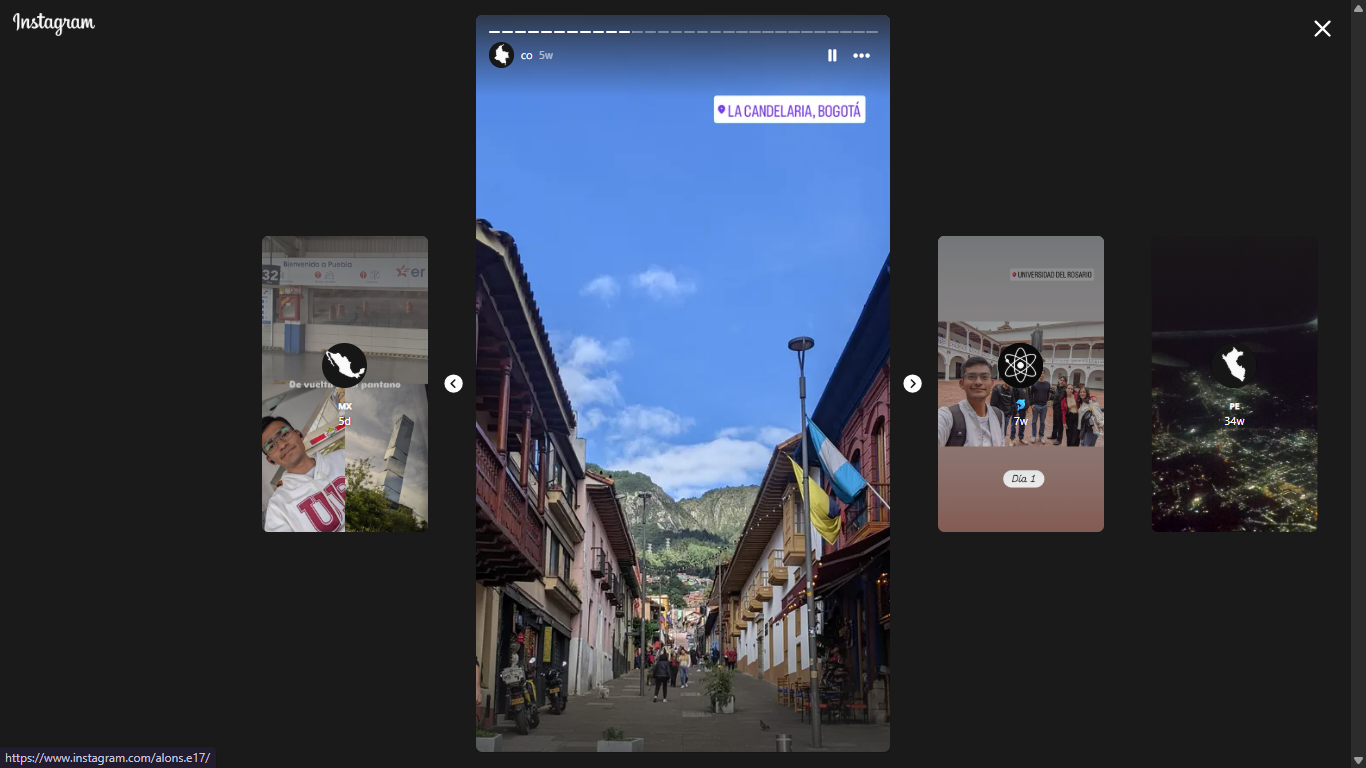 Instagram
co 5w
LA CANDELARIA, BOGOTÁ
32
Bienvenido a Puebla
er
De vuelta pantano
MX
5d
UNIVERSIDAD DEL ROSARIO
7w
Día 1
PE
34w
https://www.instagram.com/alons.e17/